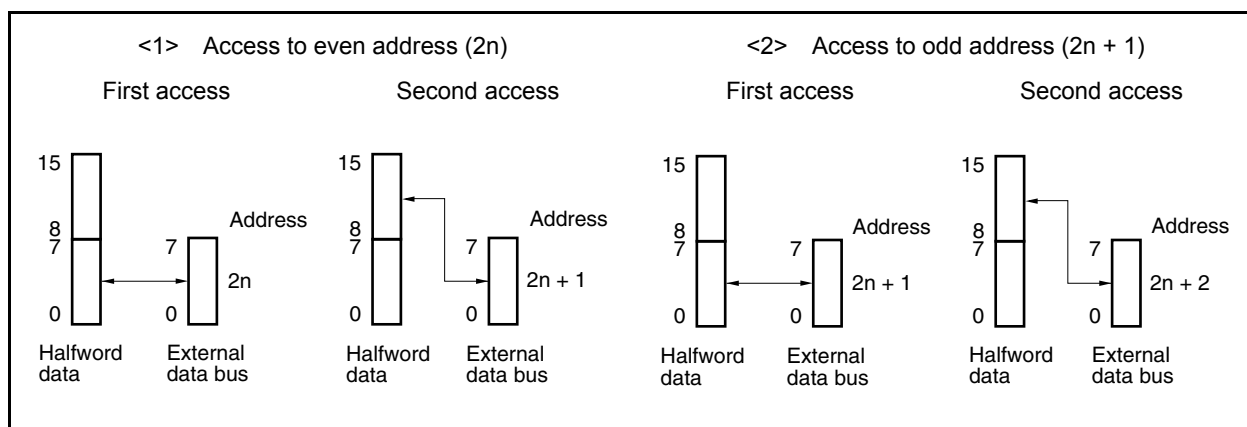 <1> Access to even address (2n)
<2> Access to odd address (2n + 1)
First access
Second access
First access
Second access
15
8
7
0
7
0
Address
2n
Halfword
data
External
data bus
15
8
7
0
7
0
Address
2n + 1
Halfword
data
External
data bus
15
8
7
0
7
0
Address
2n + 1
Halfword
data
External
data bus
15
8
7
0
7
0
Address
2n + 2
Halfword
data
External
data bus